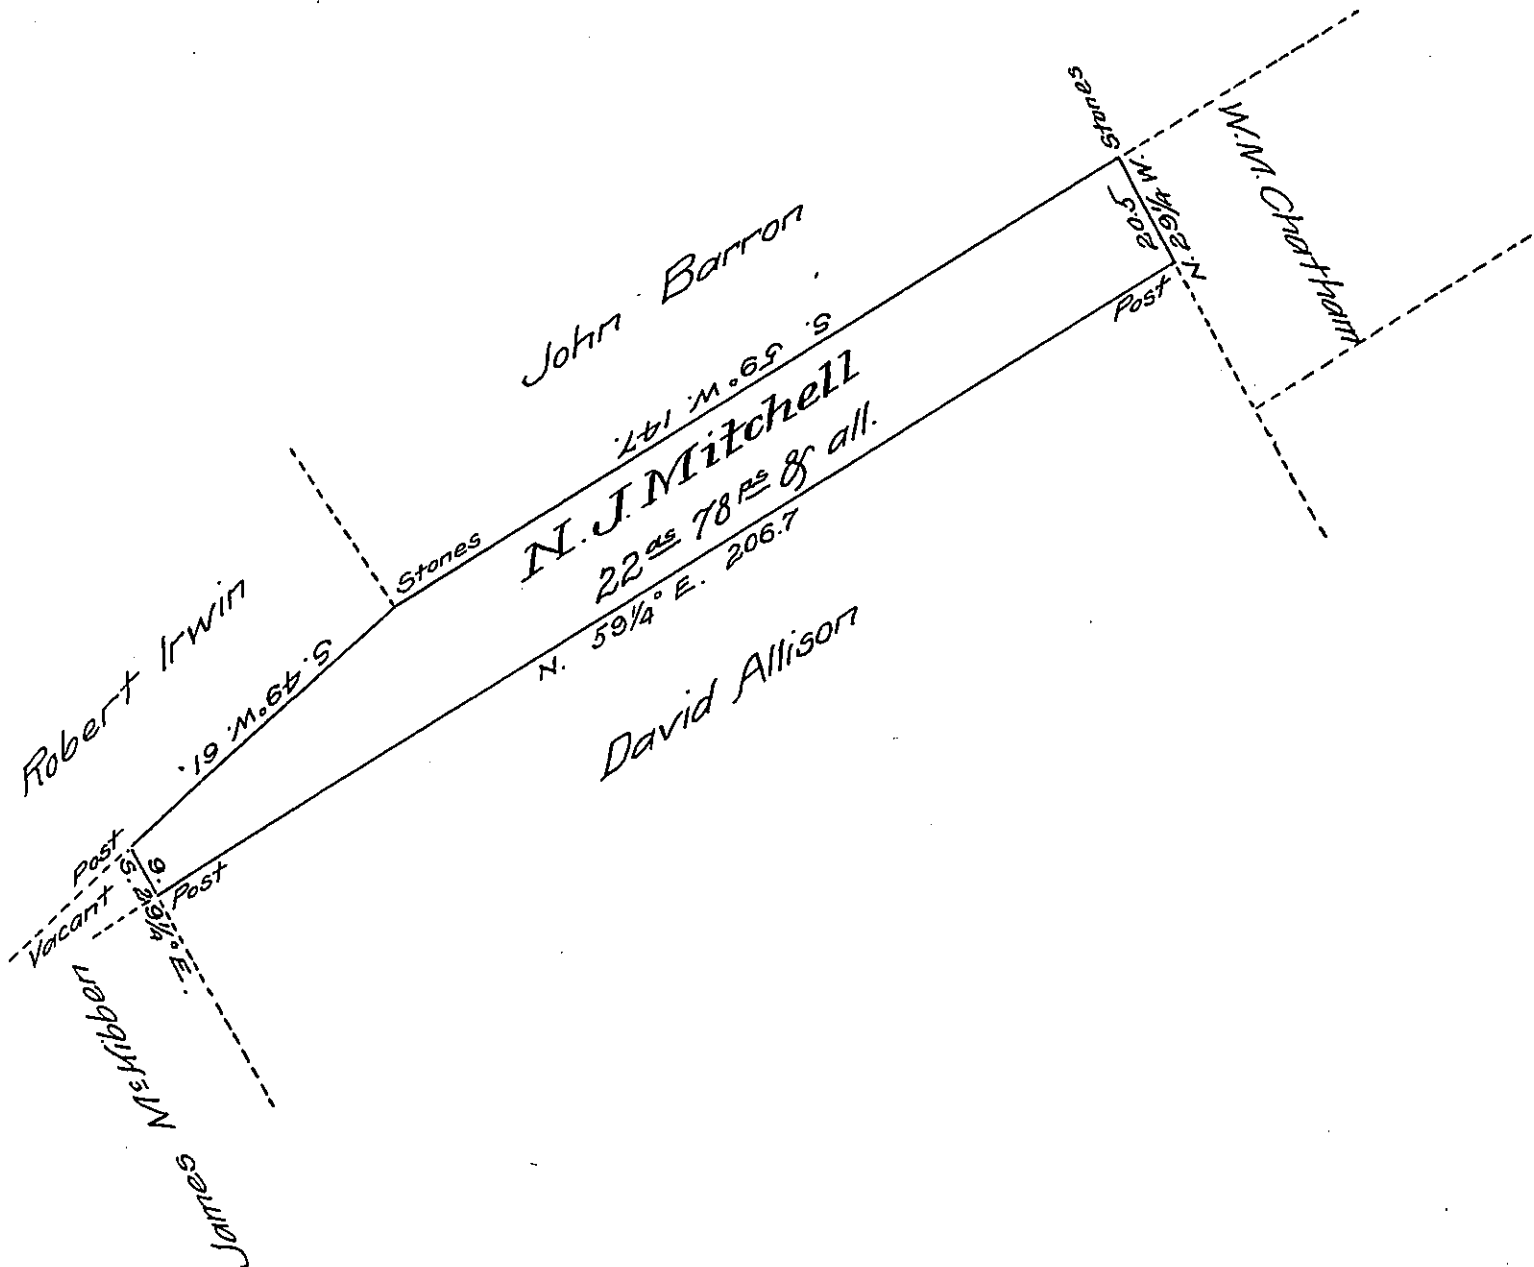 Stones
W. M. Chatham
N. 29¼ W.
20.5
Post
John Barron
S. 59° W. 147.
N. J. Mitchell
22 as 78 ps & all.
N. 59¼° E. 206.7
Stones
Robert Irwin
S. 49° W. 61.
David Allison
Post
9.
S. 29¼° E.
Post
Vacant
James McKibben